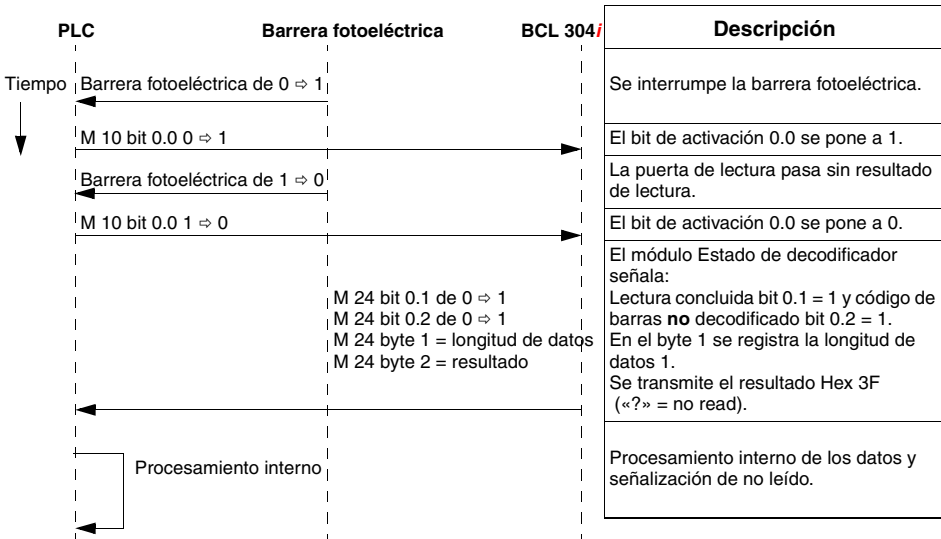 PLC
Barrera fotoeléctrica
BCL 304i
Descripción
Tiempo
Barrera fotoeléctrica de 0 ⇨ 1
Se interrumpe la barrera fotoeléctrica.
M 10 bit 0.0 0 ⇨ 1
El bit de activación 0.0 se pone a 1.
Barrera fotoeléctrica de 1 ⇨ 0
La puerta de lectura pasa sin resultado
de lectura.
M 10 bit 0.0 1 ⇨ 0
El bit de activación 0.0 se pone a 0.
M 24 bit 0.1 de 0 ⇨ 1
M 24 bit 0.2 de 0 ⇨ 1
M 24 byte 1 = longitud de datos
M 24 byte 2 = resultado
El módulo Estado de decodificador
señala:
Lectura concluida bit 0.1 = 1 y código de
barras no decodificado bit 0.2 = 1.
En el byte 1 se registra la longitud de
datos 1.
Se transmite el resultado Hex 3F
(«?» = no read).
Procesamiento interno
Procesamiento interno de los datos y
señalización de no leído.